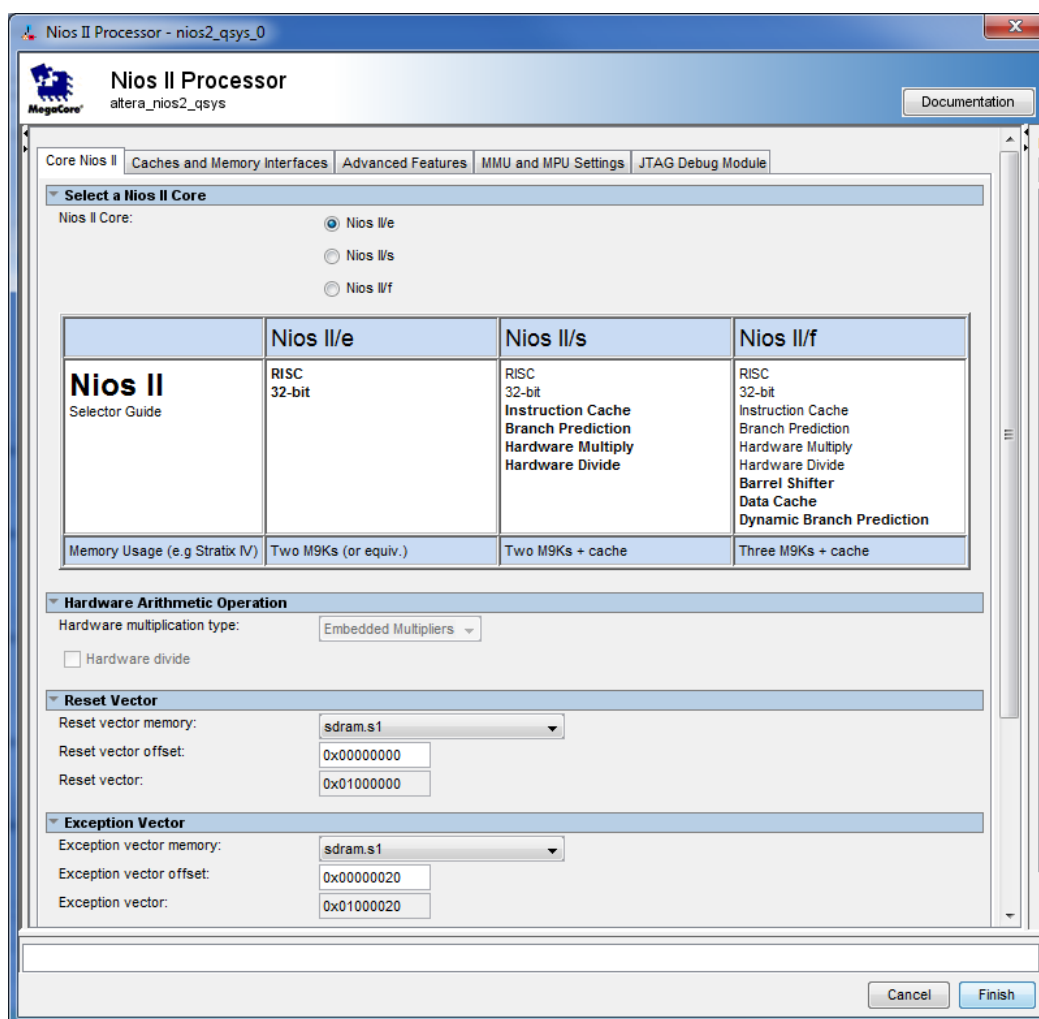 Nios II Processor - nios2_qsys_0
Nios II Processor
altera_nios2_qsys
MegaCore®
Documentation
Core Nios II
Caches and Memory Interfaces
Advanced Features
MMU and MPU Settings
JTAG Debug Module
Select a Nios II Core
Nios II Core:
Nios II/e
Nios II/s
Nios II/f
Nios II/e
Nios II/s
Nios II/f
Nios II
Selector Guide
RISC
32-bit
RISC
32-bit
Instruction Cache
Branch Prediction
Hardware Multiply
Hardware Divide
RISC
32-bit
Instruction Cache
Branch Prediction
Hardware Multiply
Hardware Divide
Barrel Shifter
Data Cache
Dynamic Branch Prediction
Memory Usage (e.g Stratix IV)
Two M9Ks (or equiv.)
Two M9Ks + cache
Three M9Ks + cache
Hardware Arithmetic Operation
Hardware multiplication type:
Embedded Multipliers
Hardware divide
Reset Vector
Reset vector memory:
sdram.s1
Reset vector offset:
0x00000000
Reset vector:
0x01000000
Exception Vector
Exception vector memory:
sdram.s1
Exception vector offset:
0x00000020
Exception vector:
0x01000020
Cancel
Finish